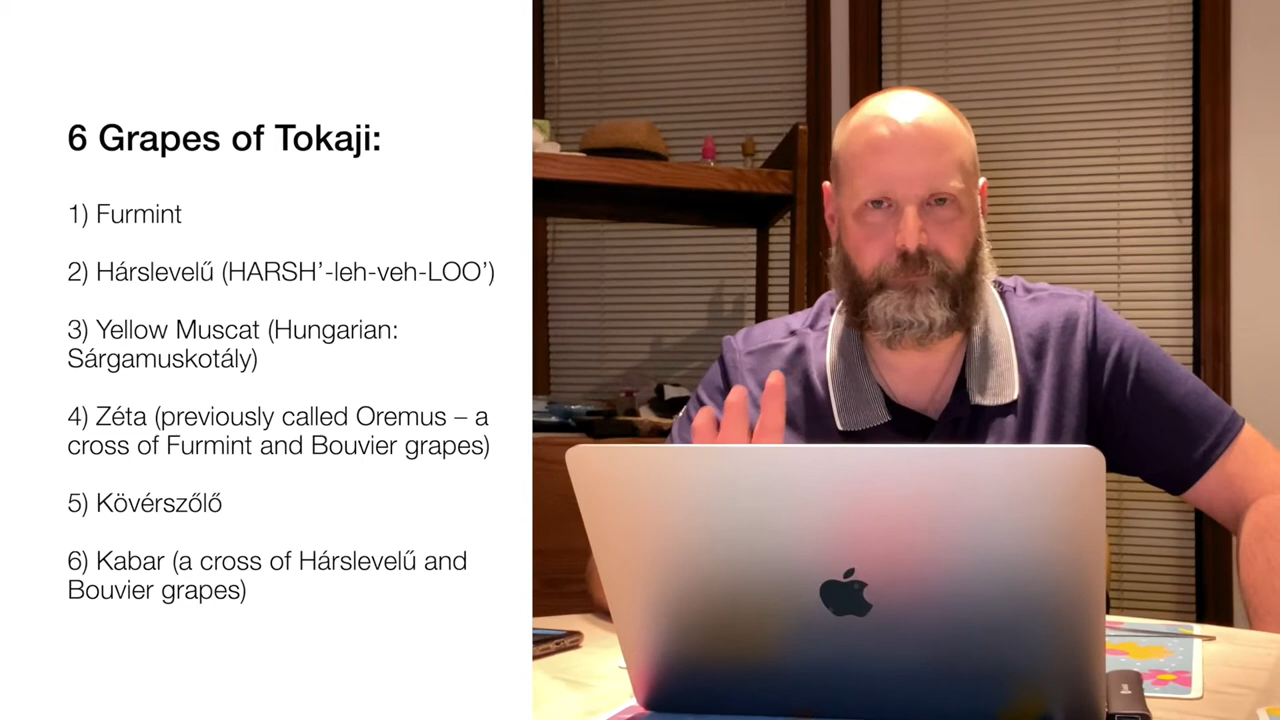 6 Grapes of Tokaji:
1) Furmint
2) Hárslevelű (HARSH’-leh-veh-LOO’)
3) Yellow Muscat (Hungarian:
Sárgamuskotály)
4) Zéta (previously called Oremus – a
cross of Furmint and Bouvier grapes)
5) Kövérszőlő
6) Kabar (a cross of Hárslevelű and
Bouvier grapes)